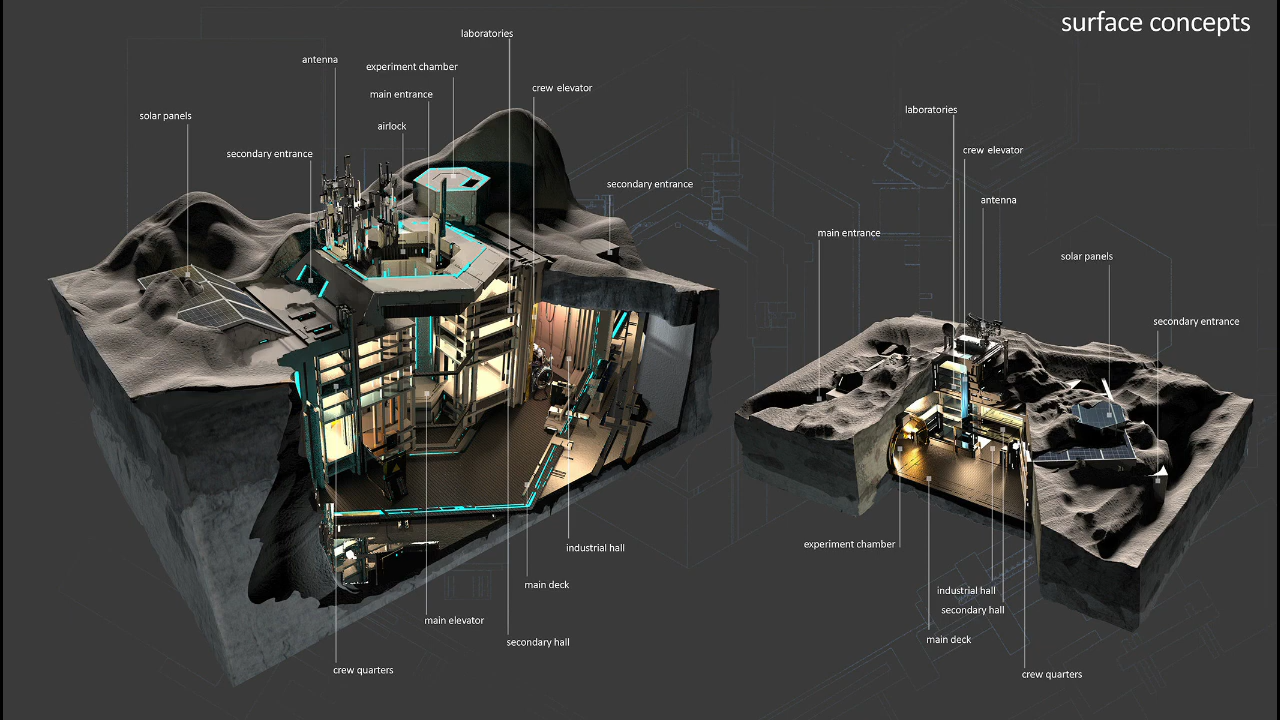 surface concepts
laboratories
antenna
experiment chamber
crew elevator
main entrance
solar panels
airlock
secondary entrance
secondary entrance
industrial hall
main deck
main elevator
secondary hall
crew quarters
laboratories
crew elevator
antenna
main entrance
solar panels
secondary entrance
experiment chamber
industrial hall
secondary hall
main deck
crew quarters